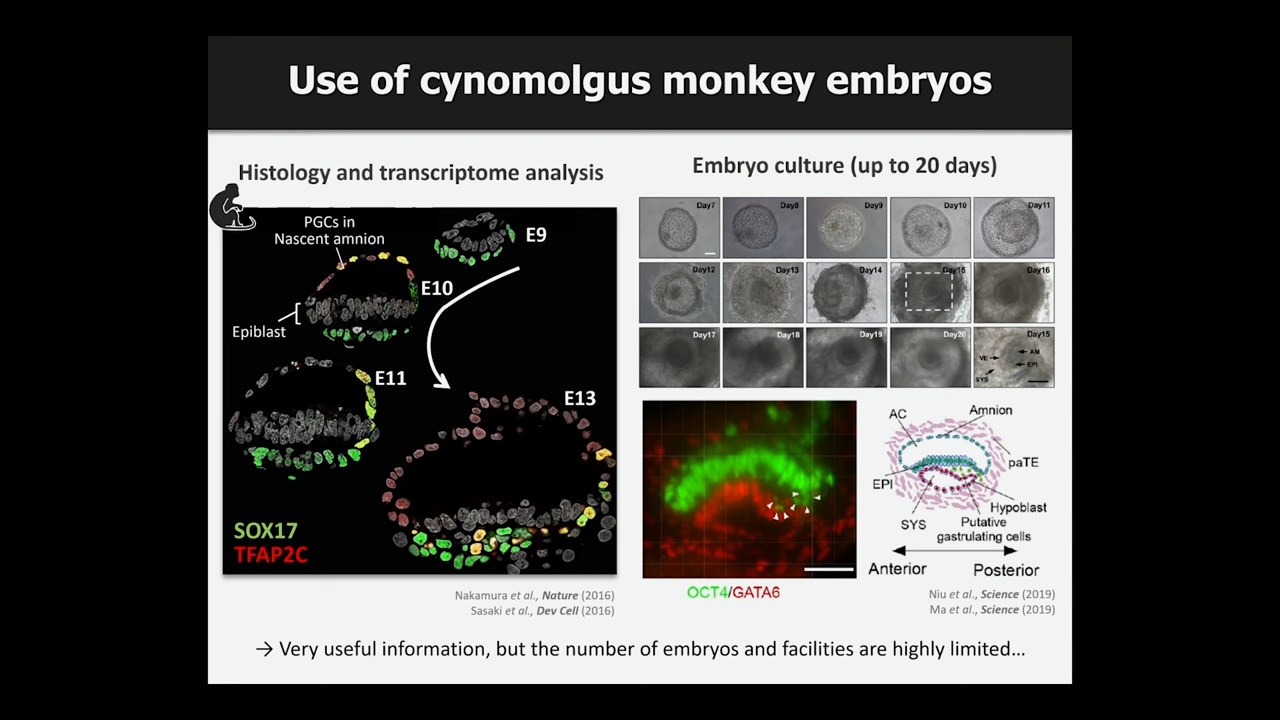 Use of cynomolgus monkey embryos
Histology and transcriptome analysis
PGCs in
Nascent amnion
E9
E10
Epiblast
E11
E13
SOX17
TFAP2C
Nakamura et al., Nature (2016)
Sasaki et al., Dev Cell (2016)
Embryo culture (up to 20 days)
Day7
Day8
Day9
Day10
Day11
Day12
Day13
Day14
Day15
Day16
Day17
Day18
Day19
Day20
Day15
VE
AM
EPI
SYS
OCT4/GATA6
AC
Amnion
paTE
EPI
Hypoblast
SYS
Putative
gastrulating cells
Anterior
Posterior
Niu et al., Science (2019)
Ma et al., Science (2019)
→ Very useful information, but the number of embryos and facilities are highly limited...